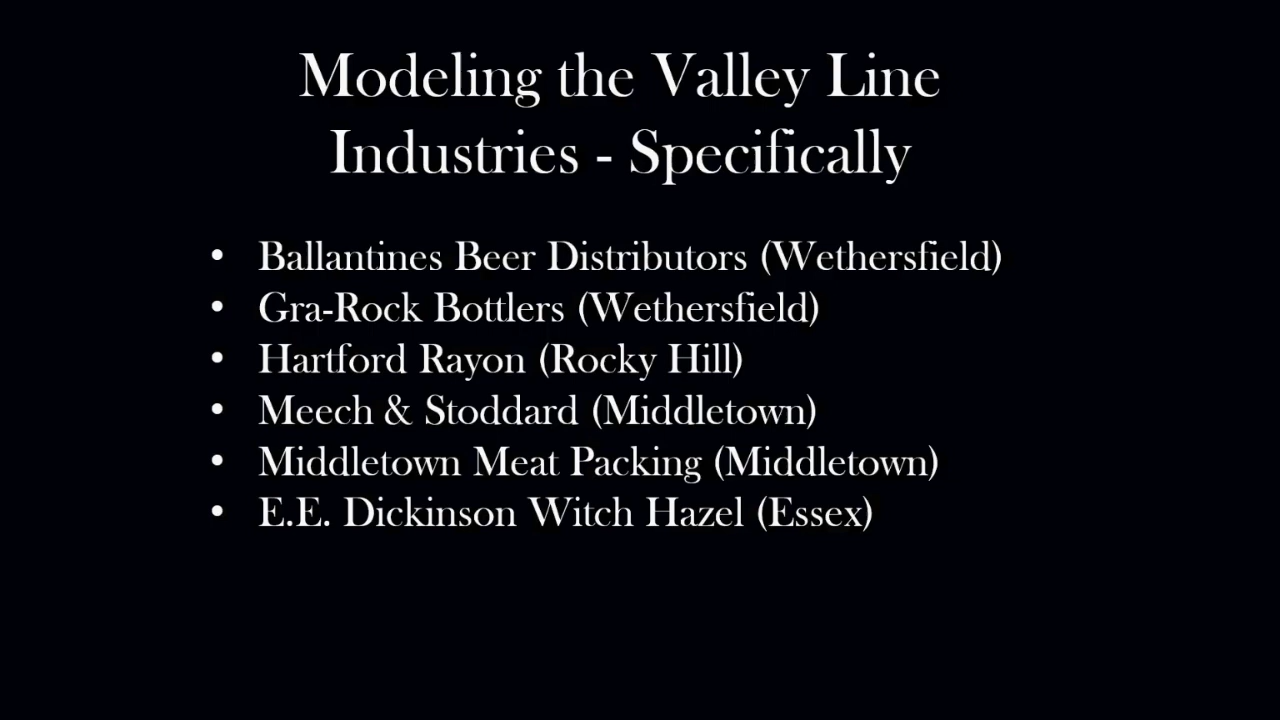 Modeling the Valley Line
Industries - Specifically
• Ballantines Beer Distributors (Wethersfield)
• Gra-Rock Bottlers (Wethersfield)
• Hartford Rayon (Rocky Hill)
• Meech & Stoddard (Middletown)
• Middletown Meat Packing (Middletown)
• E.E. Dickinson Witch Hazel (Essex)